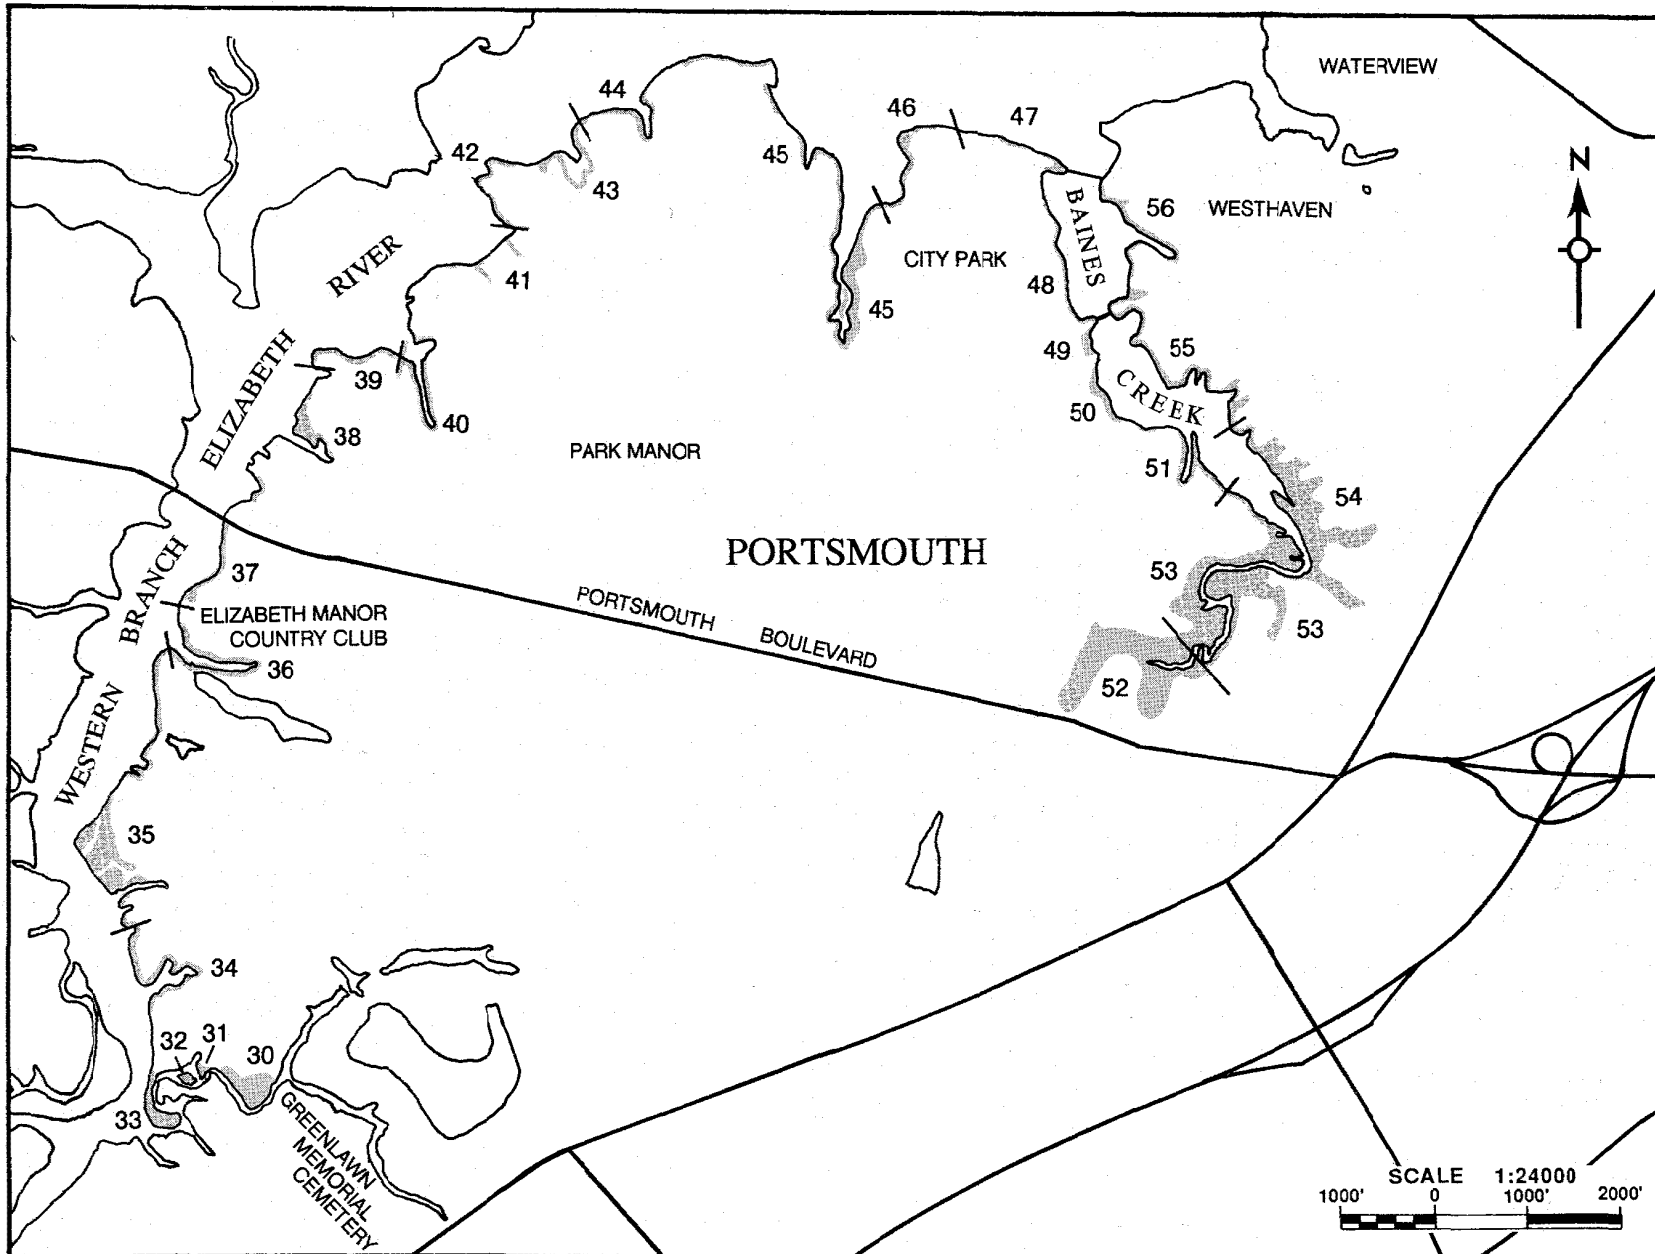 WATERVIEW
44
46
47
42
45
43
N
56
WESTHAVEN
BAINES
CITY PARK
RIVER
41
48
45
49
55
39
CREEK
ELIZABETH
50
40
38
PARK MANOR
51
54
PORTSMOUTH
53
37
BRANCH
PORTSMOUTH BOULEVARD
ELIZABETH MANOR
COUNTRY CLUB
53
36
52
WESTERN
35
34
32
31
30
33
GREENLAWN
MEMORIAL
CEMETERY
SCALE 1:24000
1000' 0 1000' 2000'